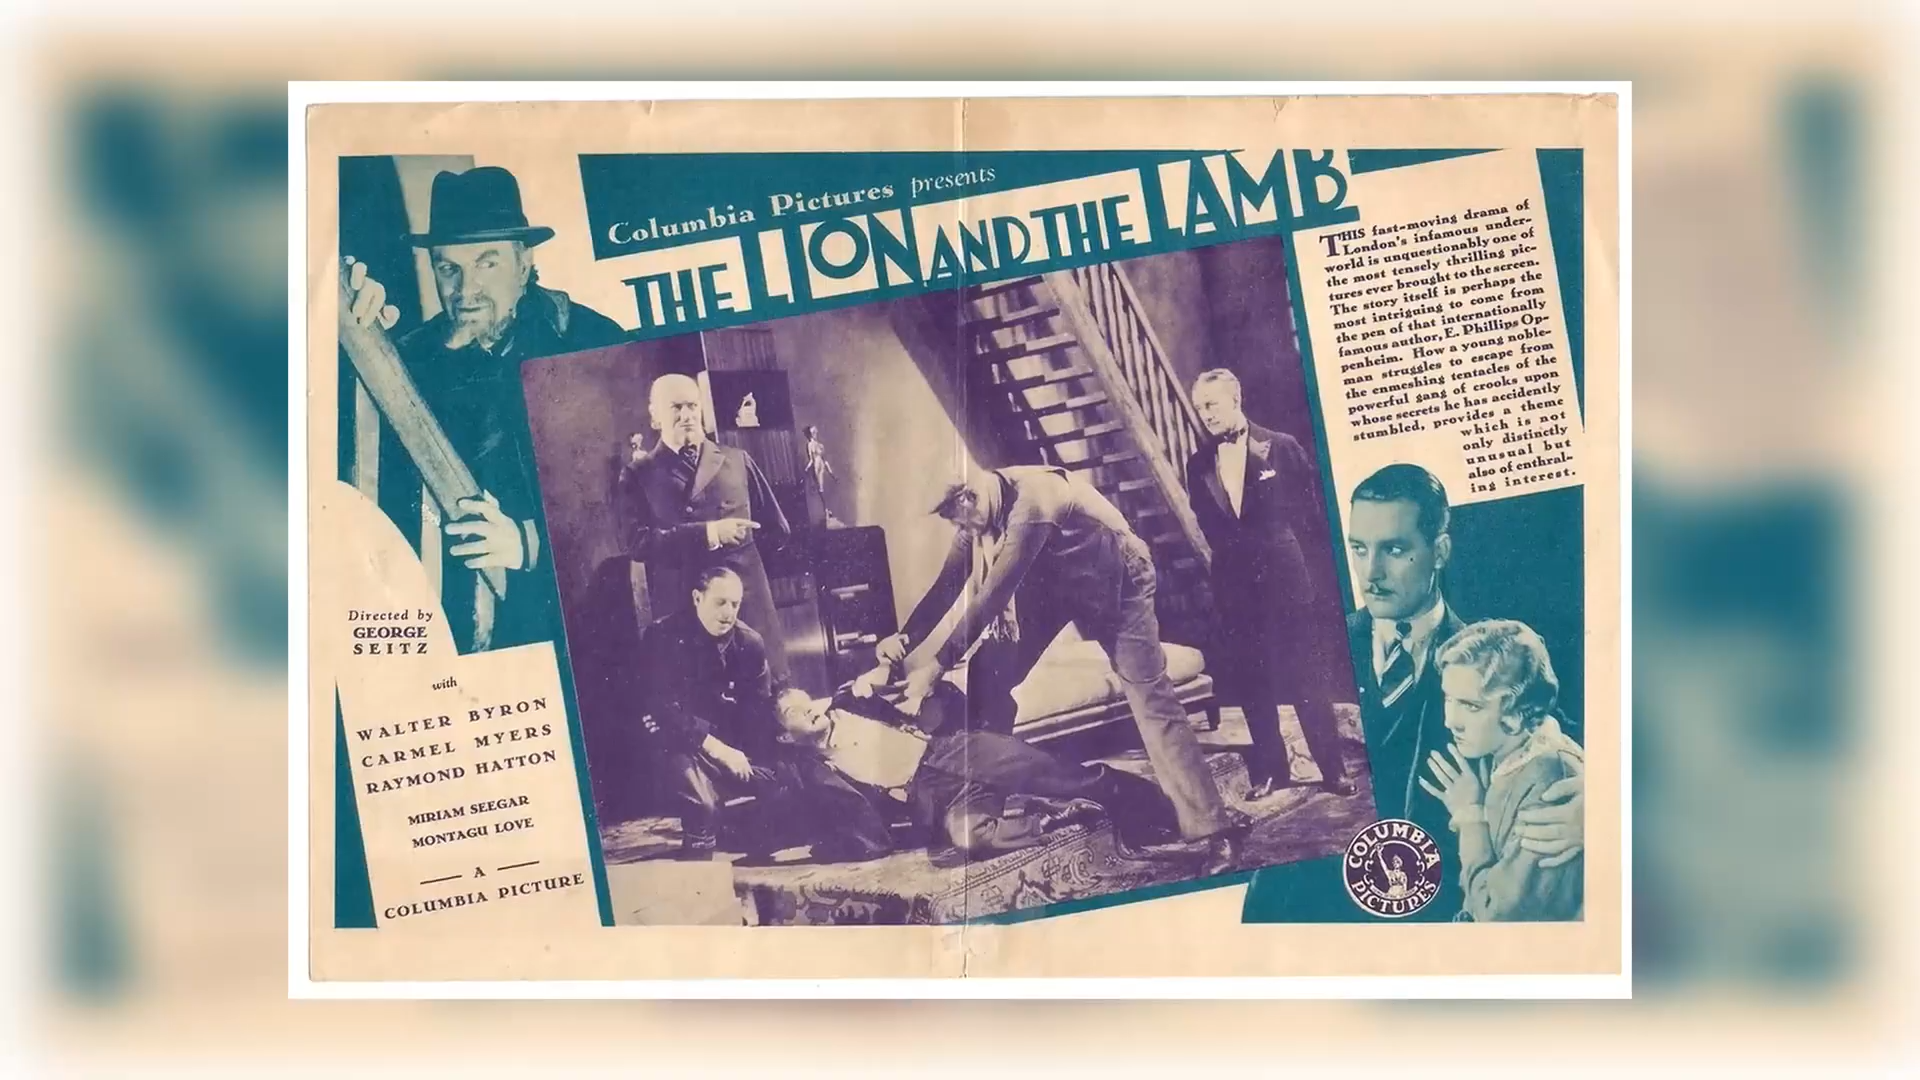 Columbia Pictures presents
THE LION AND THE LAMB
THIS fast-moving drama of
London's infamous under-
world is unquestionably one of
the most tensely thrilling pic-
tures ever brought to the screen.
The story itself is perhaps the
most intriguing to come from
the pen of that internationally
famous author, E. Phillips Op-
penheim. How a young noble-
man struggles to escape from
the enmeshing tentacles of the
powerful gang of crooks upon
whose secrets he has accidently
stumbled, provides a theme
which is not
only distinctly
unusual but
also of enthral-
ing interest.
Directed by
GEORGE
SEITZ
with
WALTER BYRON
CARMEL MYERS
RAYMOND HATTON
MIRIAM SEEGAR
MONTAGU LOVE
A
COLUMBIA PICTURE
COLUMBIA
PICTURES